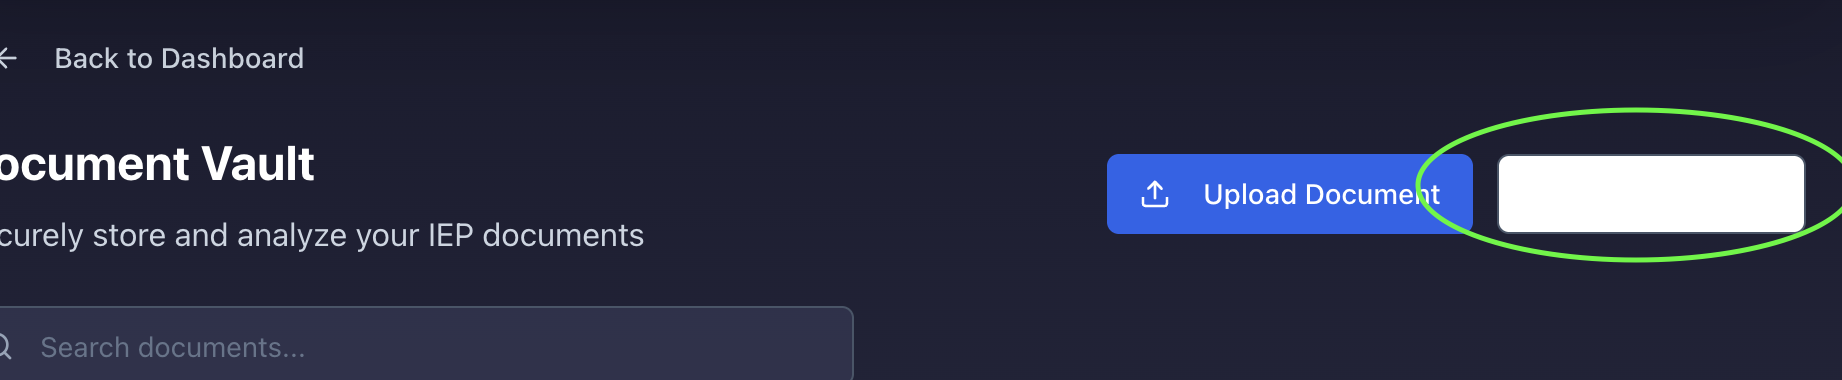 Back to Dashboard
ocument Vault
curely store and analyze your IEP documents
Upload Document
Search documents...